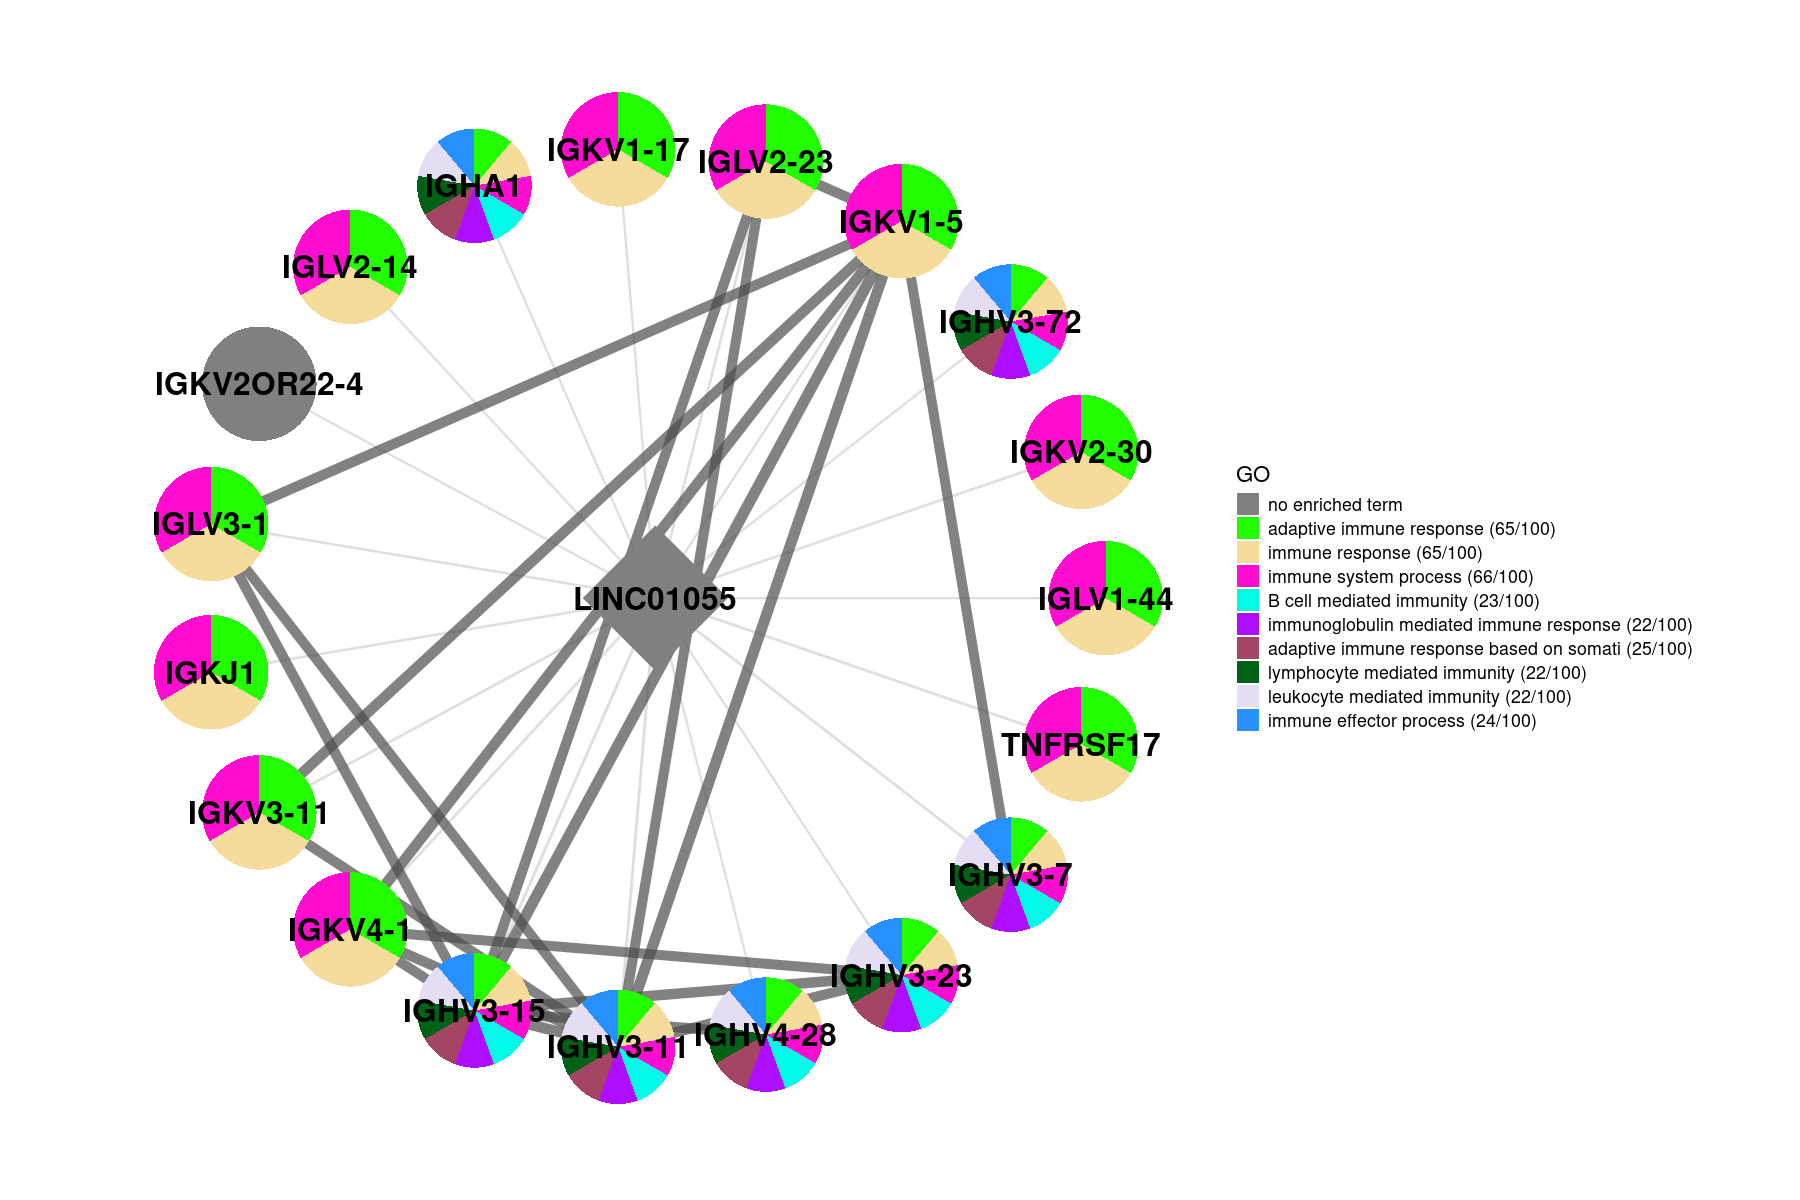 IGKV1-17
IGLV2-23
IGHA1
IGKV1-5
IGLV2-14
IGHV3-72
IGKV2OR22-4
IGKV2-30
IGLV3-1
LINC01055
IGLV1-44
IGKJ1
TNFRSF17
IGKV3-11
IGHV3-7
IGKV4-1
IGHV3-23
IGHV3-15
IGHV4-28
IGHV3-11
GO
no enriched term
adaptive immune response (65/100)
immune response (65/100)
immune system process (66/100)
B cell mediated immunity (23/100)
immunoglobulin mediated immune response (22/100)
adaptive immune response based on somati (25/100)
lymphocyte mediated immunity (22/100)
leukocyte mediated immunity (22/100)
immune effector process (24/100)